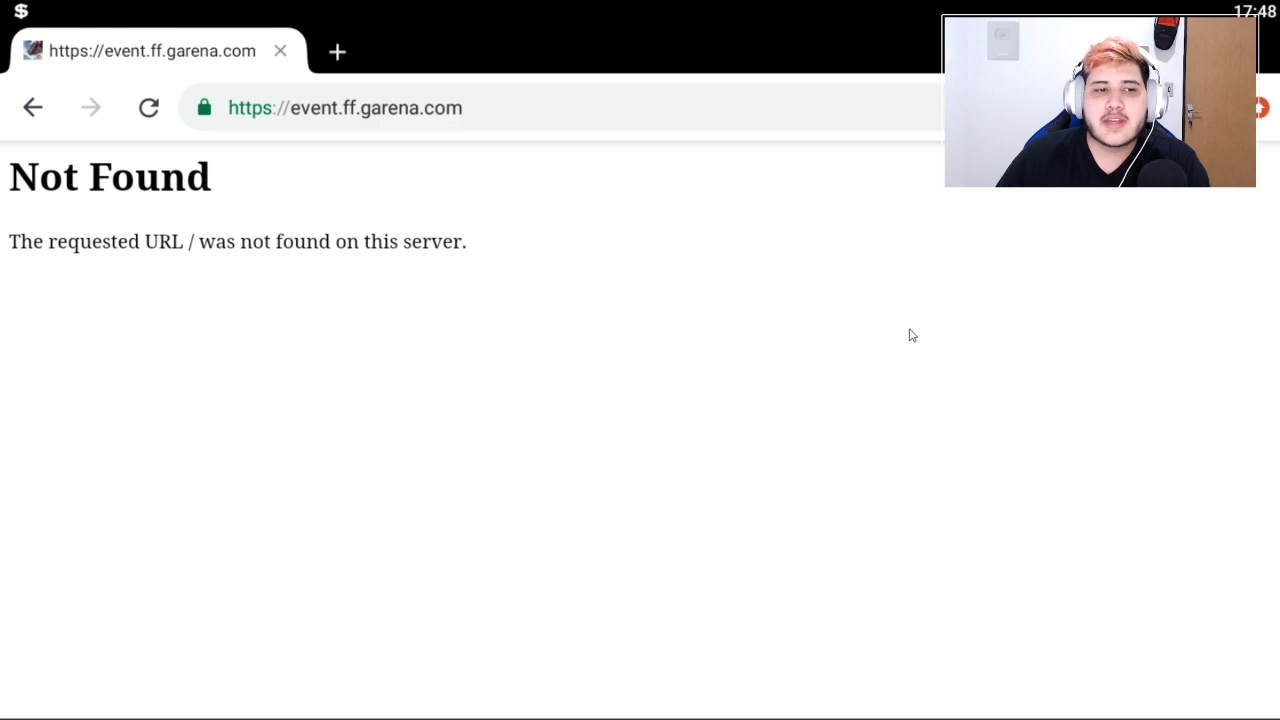 $
17:48
https://event.ff.garena.com
https://event.ff.garena.com
Not Found
The requested URL / was not found on this server.